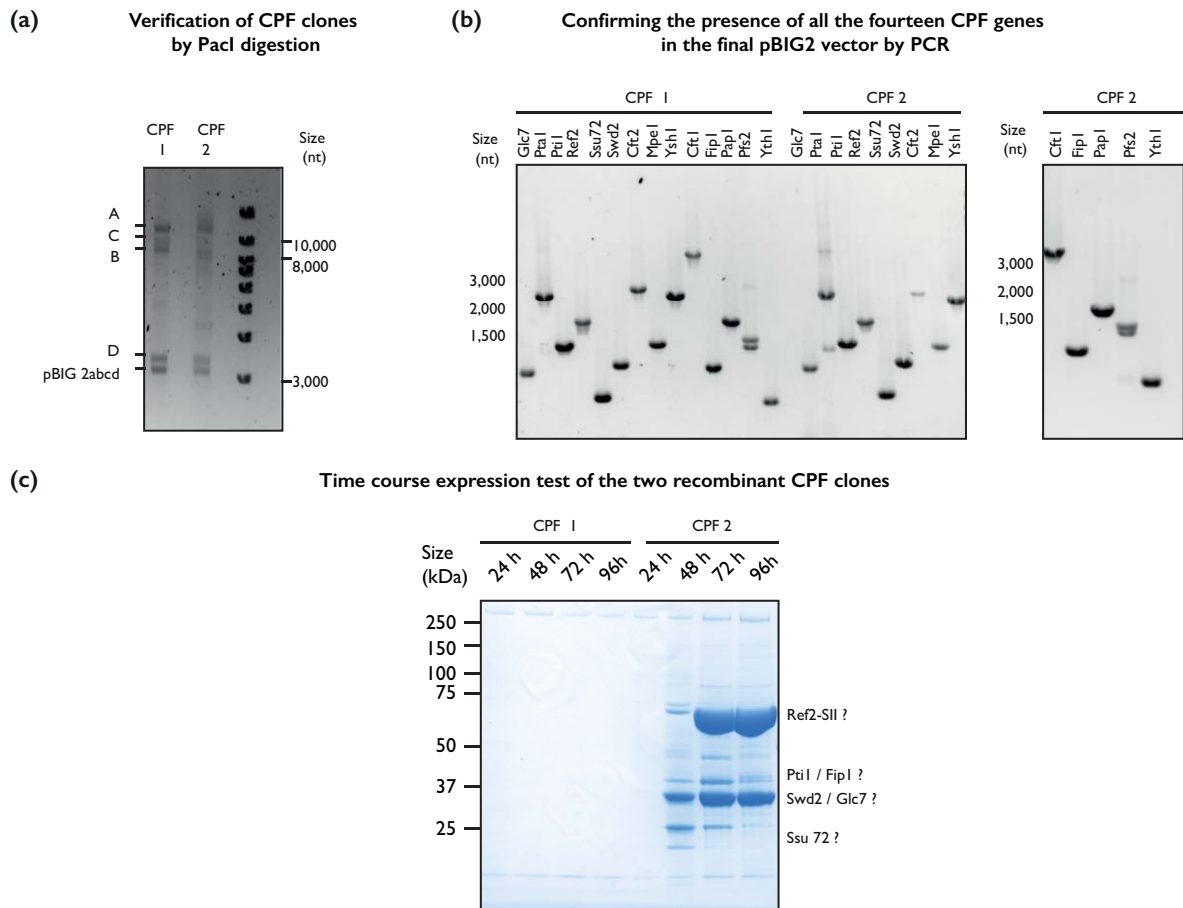 (a)
Verification of CPF clones
by PacI digestion
CPF
1
CPF
2
Size
(nt)
A
C
B
D
pBIG 2abcd
10,000
8,000
3,000
(b)
Confirming the presence of all the fourteen CPF genes
in the final pBIG2 vector by PCR
CPF 1
CPF 2
Size
(nt)
Glc7
Pta1
Pti1
Ref2
Ssu72
Swd2
Cft2
Mpe1
Ysh1
Cft1
Fip1
Pap1
Pfs2
Yth1
Glc7
Pta1
Pti1
Ref2
Ssu72
Swd2
Cft2
Mpe1
Ysh1
3,000
2,000
1,500
CPF 2
Size
(nt)
Cft1
Fip1
Pap1
Pfs2
Yth1
3,000
2,000
1,500
(c)
Time course expression test of the two recombinant CPF clones
CPF 1
CPF 2
Size
(kDa)
24 h
48 h
72 h
96h
24 h
48 h
72 h
96h
250
150
100
75
50
37
25
Ref2-SII ?
Pti1 / Fip1 ?
Swd2 / Glc7 ?
Ssu 72 ?